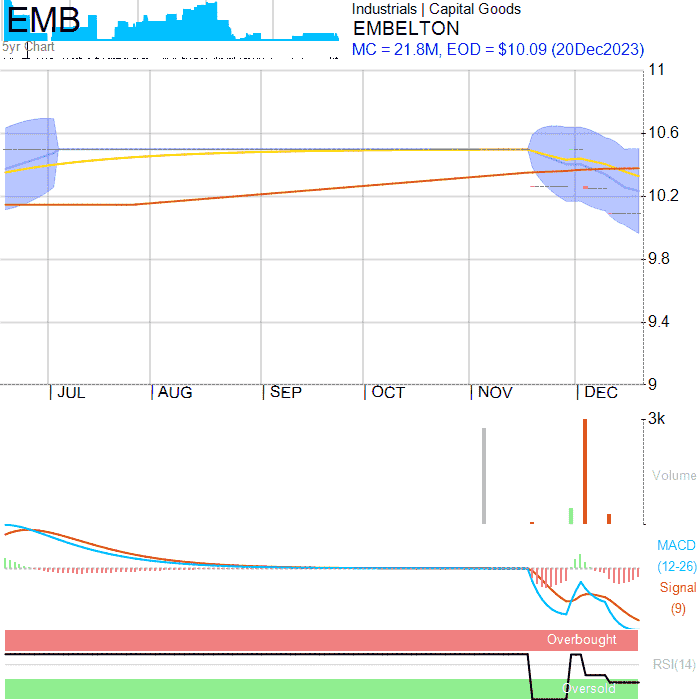 EMB
5yr Chart
Industrials | Capital Goods
EMBELTON
MC = 21.8M, EOD = $10.09 (20Dec2023)
11
10.6
10.2
9.8
9.4
9
JUL AUG SEP OCT NOV DEC
3k
Volume
MACD
(12-26)
Signal
(9)
Overbought
RSI(14)
Oversold